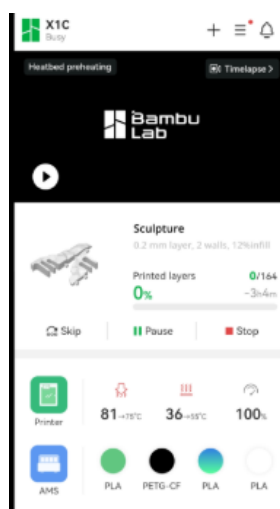 X1C
Busy
Heatbed preheating
Timelapse >
Bambu
Lab
Sculpture
0.2 mm layer, 2 walls, 12%infill
Printed layers 0/164
0% -3h4m
Skip Pause Stop
Printer
81→75°C 36→55°C 100%
AMS
PLA PETG-CF PLA PLA